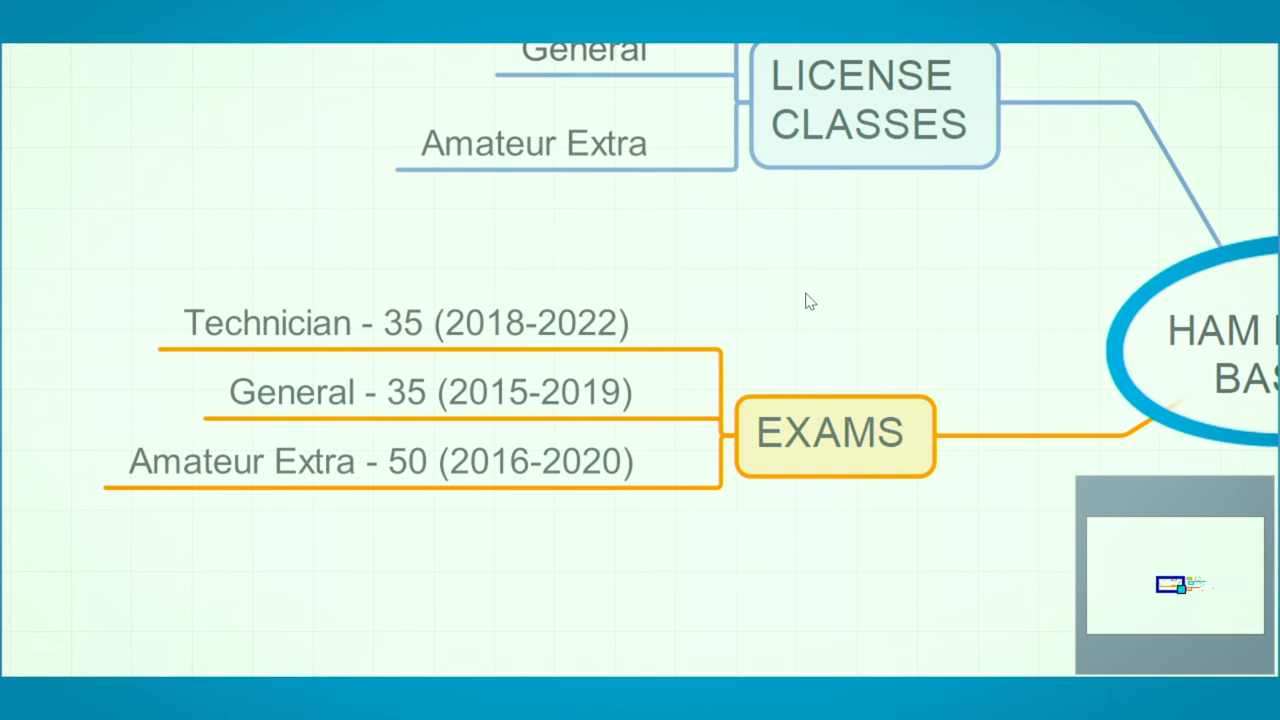 General
LICENSE
CLASSES
Amateur Extra
Technician - 35 (2018-2022)
General - 35 (2015-2019)
Amateur Extra - 50 (2016-2020)
EXAMS
HAM